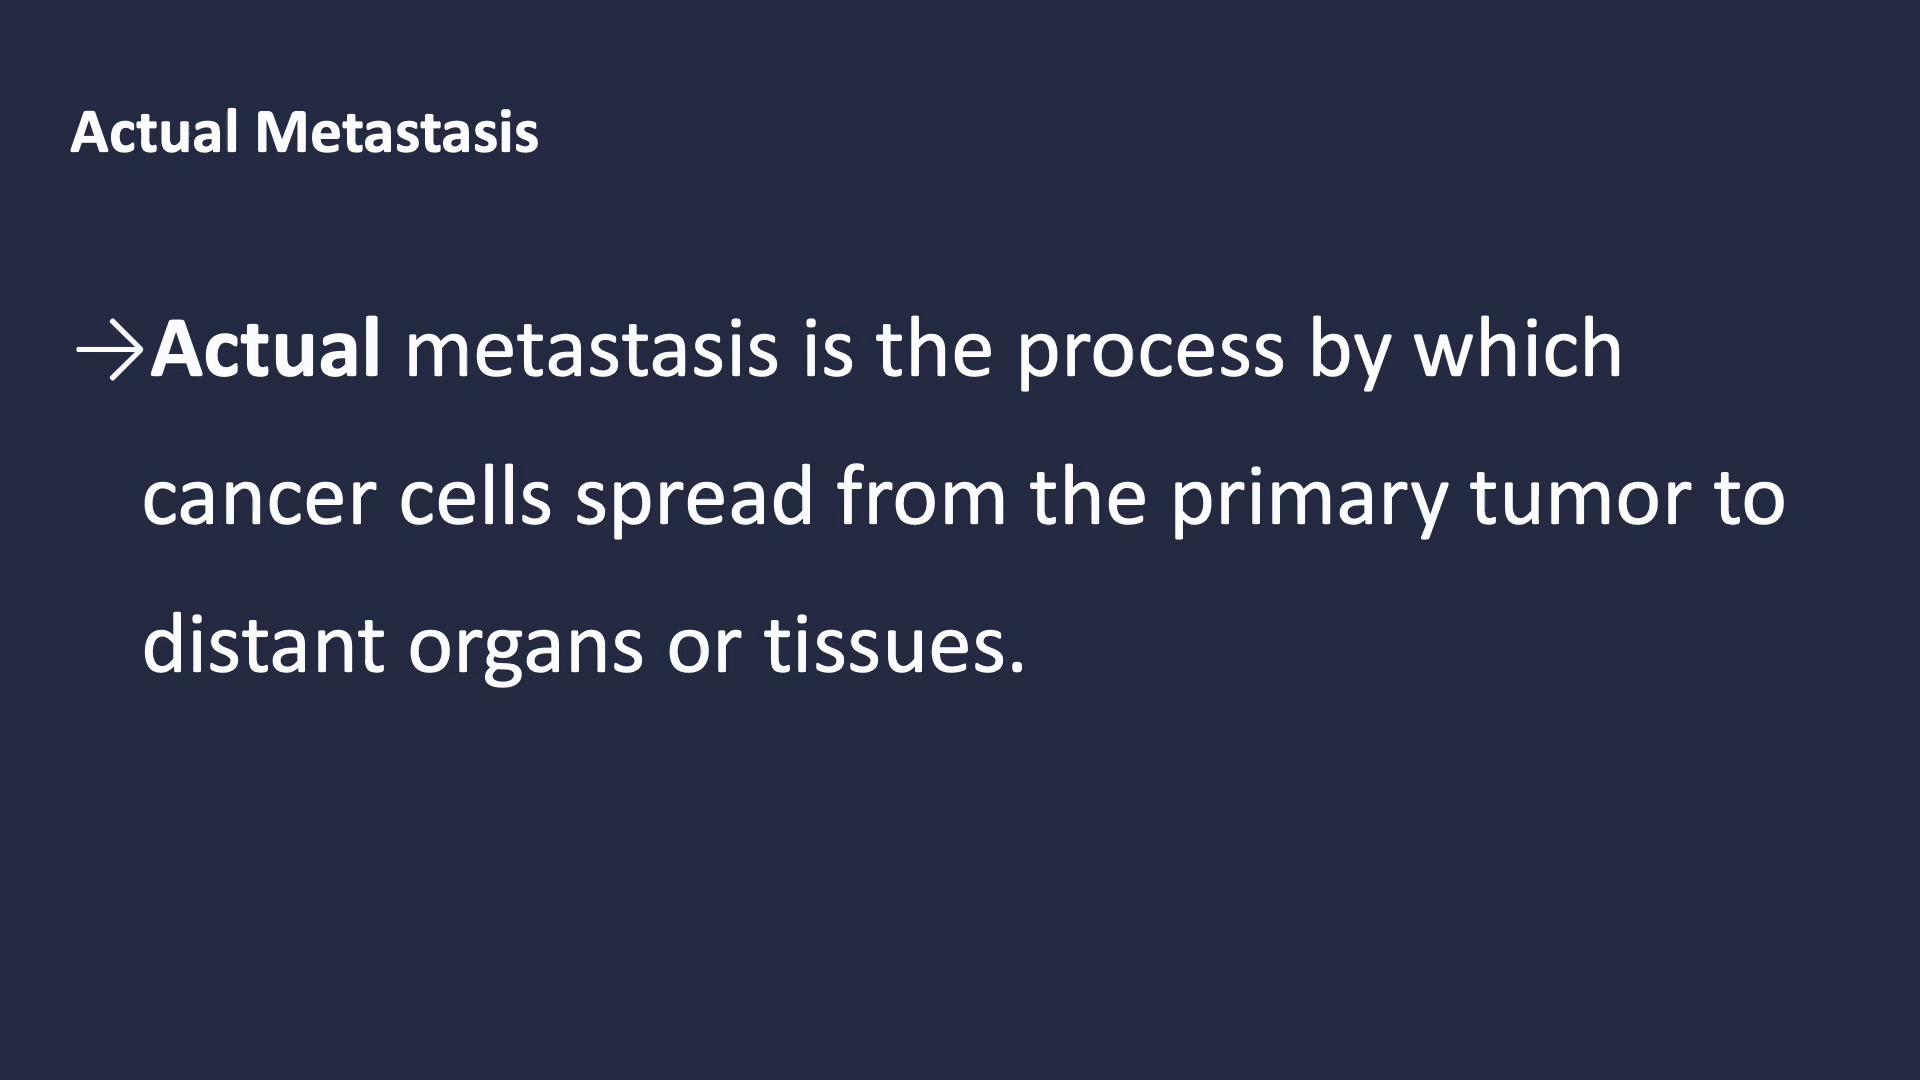 Actual Metastasis
→Actual metastasis is the process by which
cancer cells spread from the primary tumor to
distant organs or tissues.